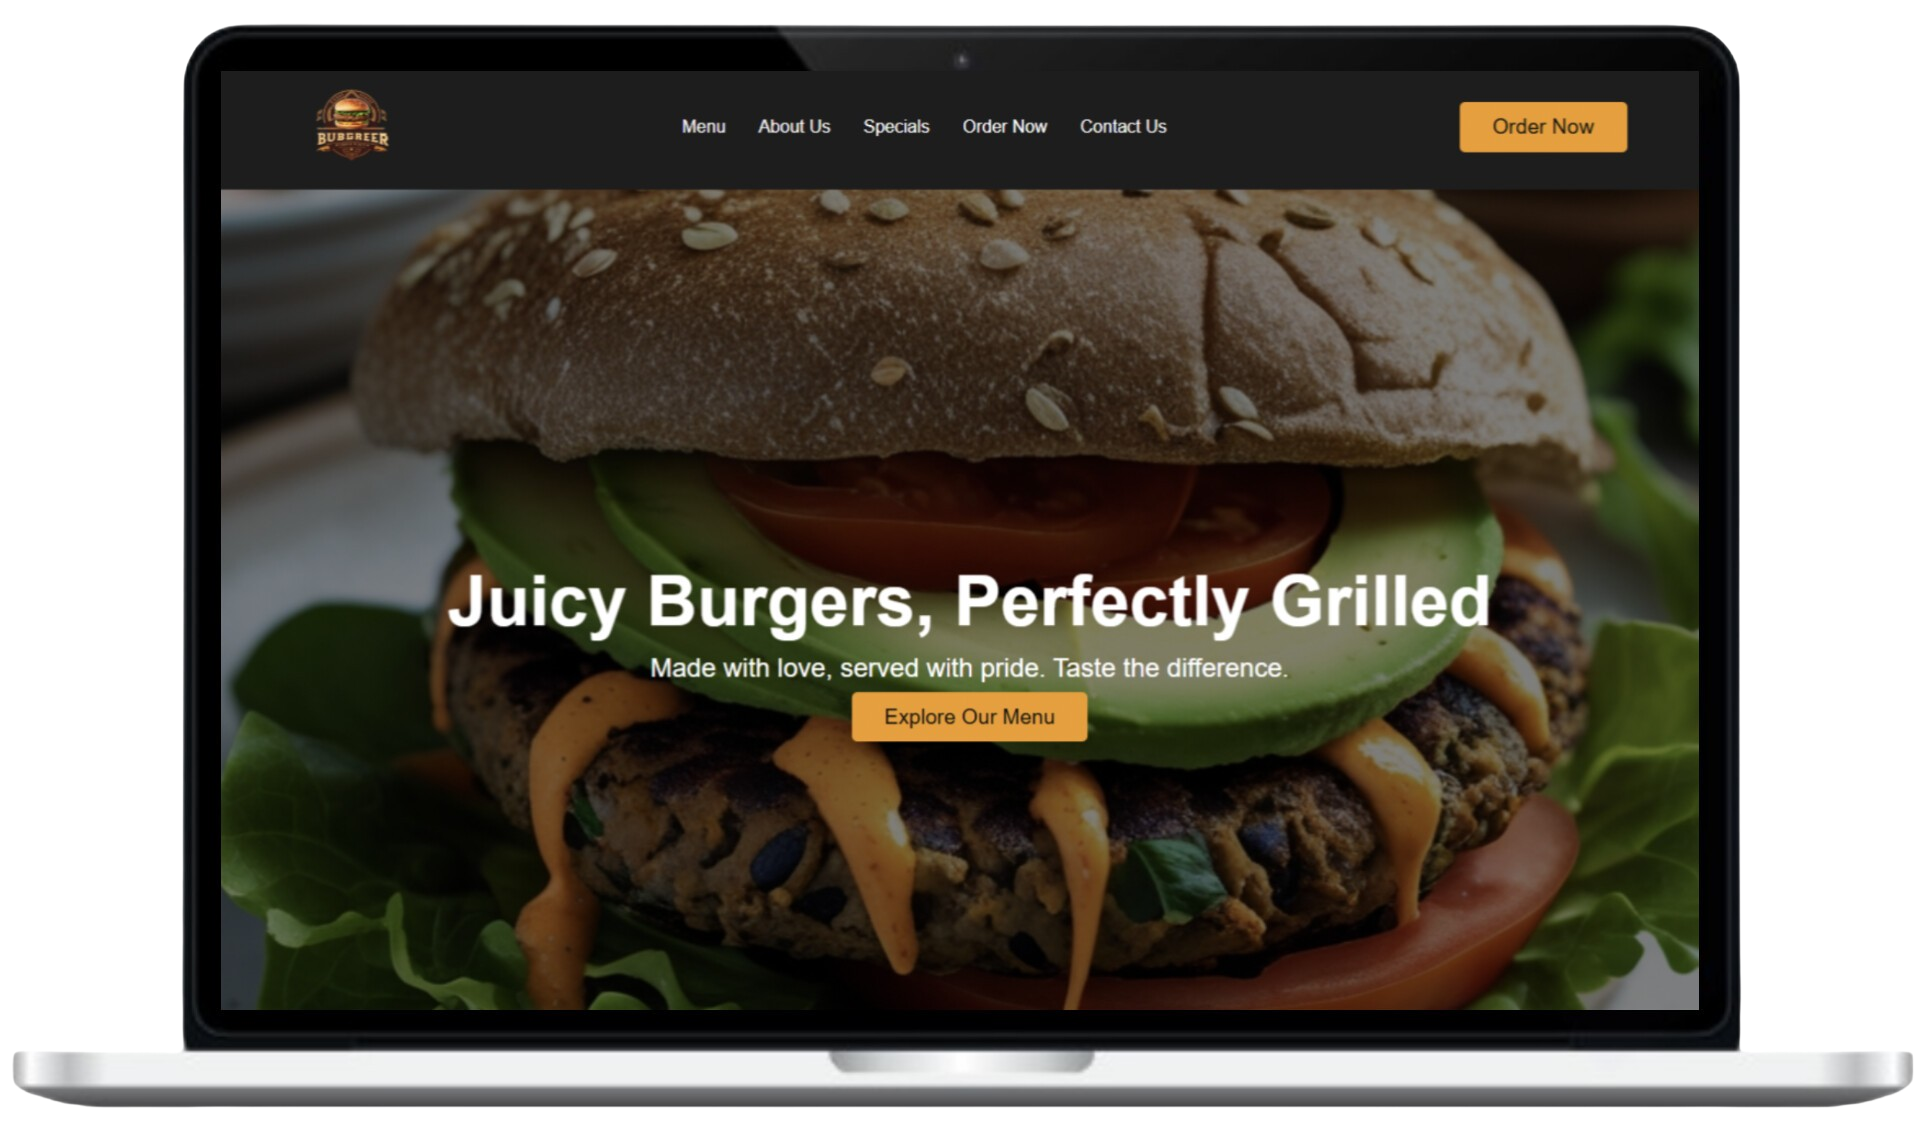 BUBGREER
Menu About Us Specials Order Now Contact Us
Order Now
Juicy Burgers, Perfectly Grilled
Made with love, served with pride. Taste the difference.
Explore Our Menu